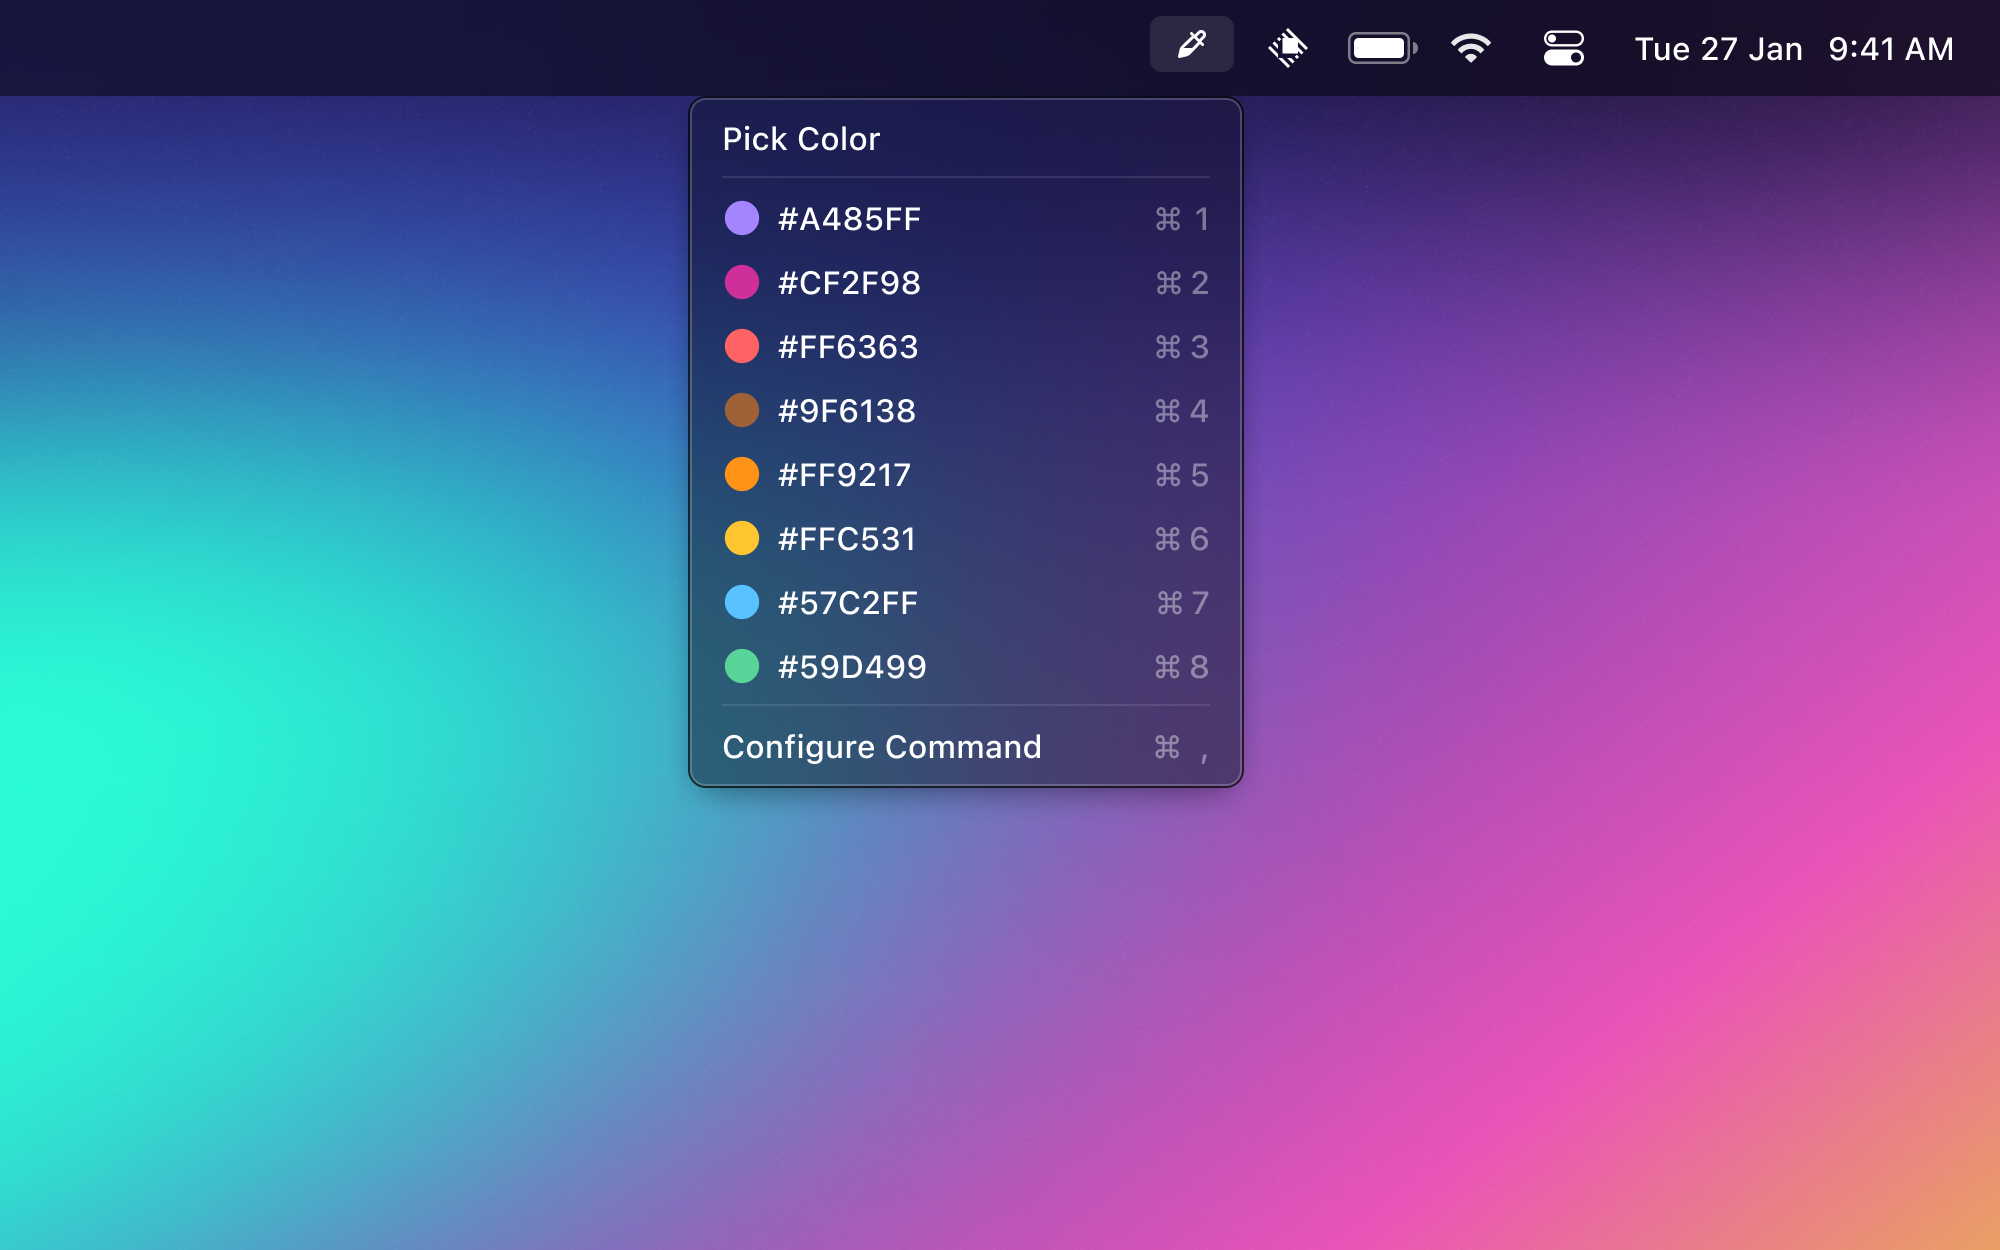 Tue 27 Jan 9:41 AM
Pick Color
#A485FF ⌘ 1
#CF2F98 ⌘ 2
#FF6363 ⌘ 3
#9F6138 ⌘ 4
#FF9217 ⌘ 5
#FFC531 ⌘ 6
#57C2FF ⌘ 7
#59D499 ⌘ 8
Configure Command ⌘ ,